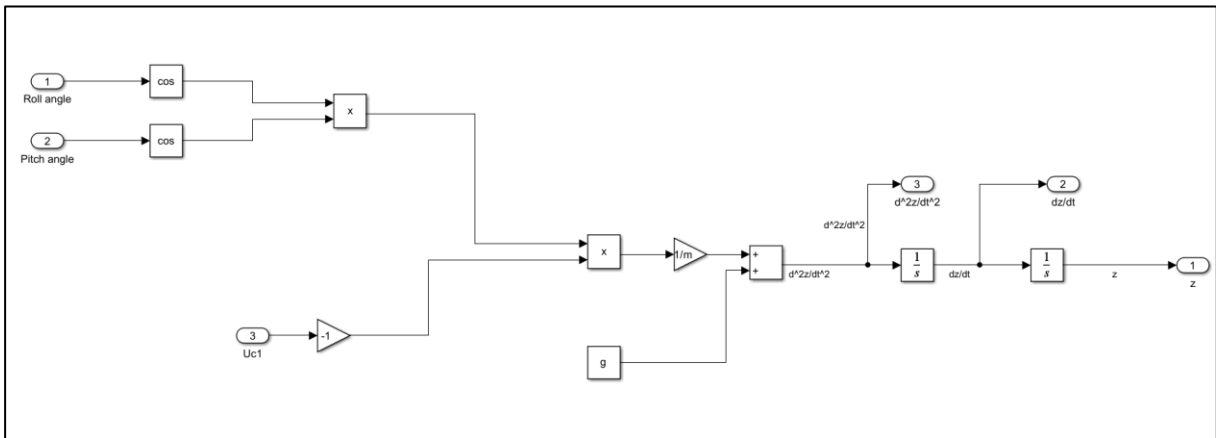 1
cos
Roll angle
x
2
cos
Pitch angle
3
d^2z/dt^2
2
dz/dt
d^2z/dt^2
x
1/m
+
+
d^2z/dt^2
1
s
dz/dt
1
s
z
1
z
3
Uc1
-1
g